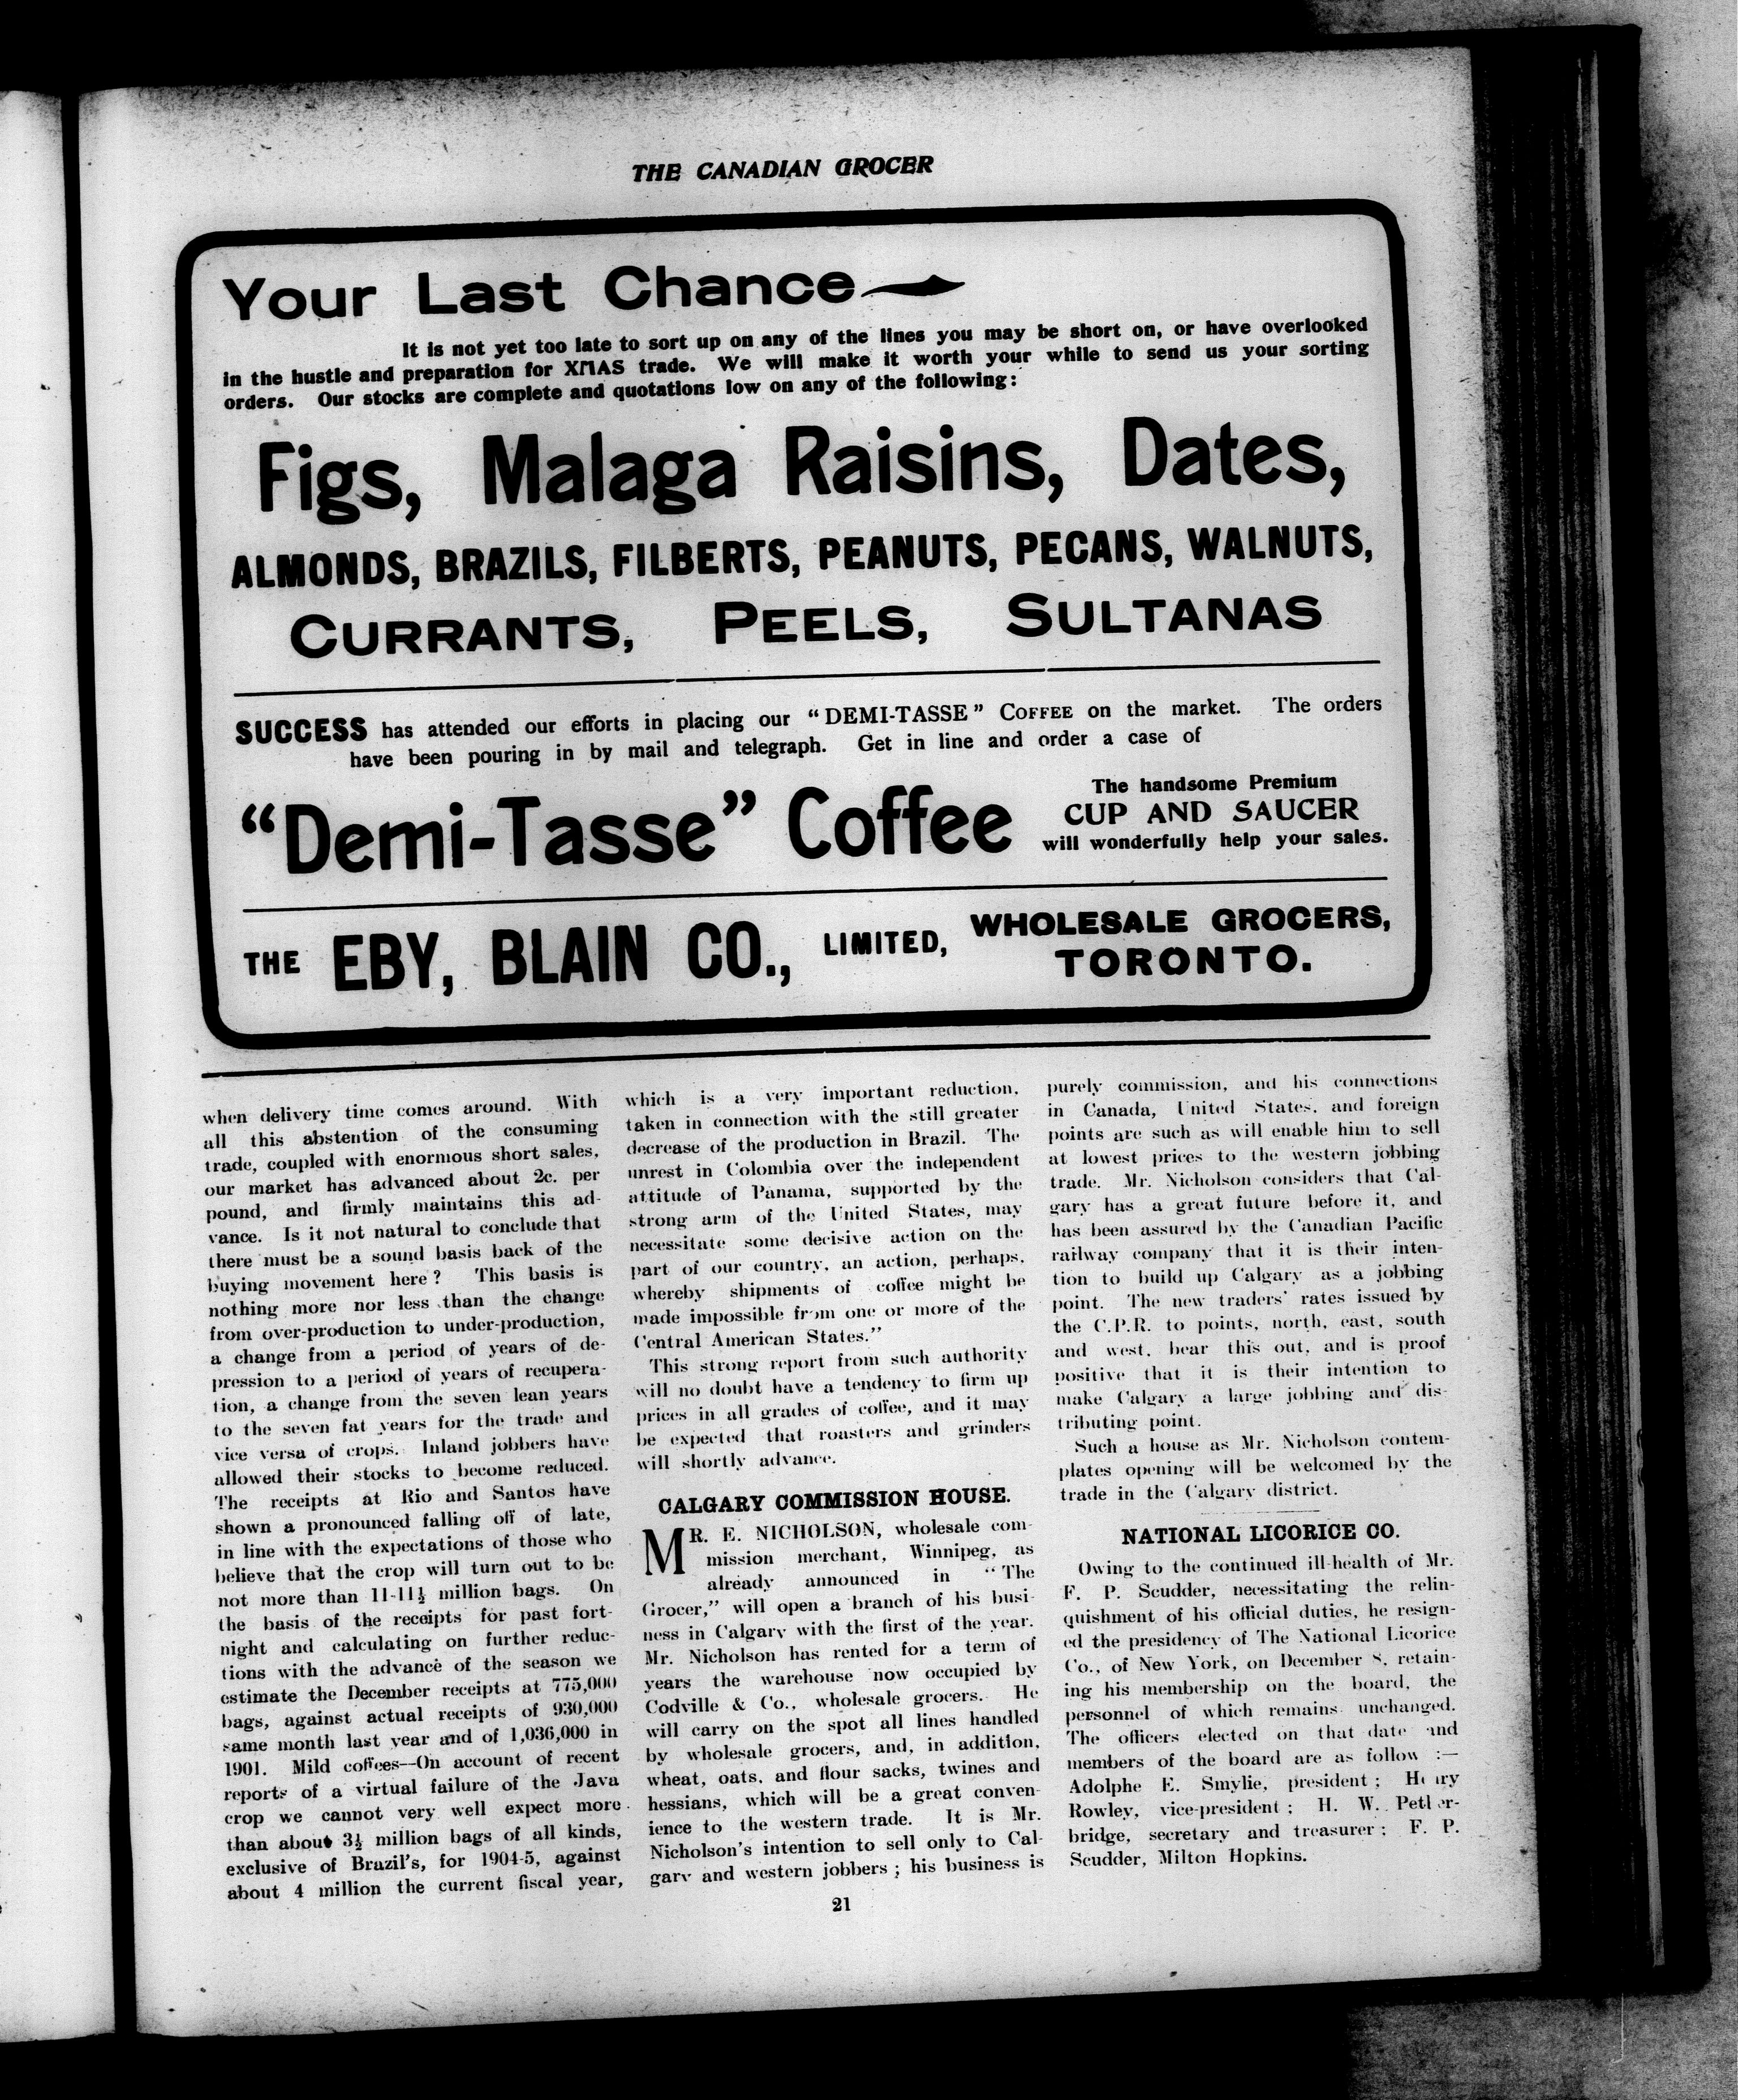 THE CANADIAN GROCER
Your Last Chance
It is not yet too late to sort up on any of the lines you may be short on, or have overlooked
in the hustle and preparation for XMAS trade. We will make it worth your while to send us your sorting
orders. Our stocks are complete and quotations low on any of the following:
Figs, Malaga Raisins, Dates,
ALMONDS, BRAZILS, FILBERTS, PEANUTS, PECANS, WALNUTS,
CURRANTS, PEELS, SULTANAS
SUCCESS has attended our efforts in placing our "DEMI-TASSE" COFFEE on the market. The orders
have been pouring in by mail and telegraph. Get in line and order a case of
"Demi-Tasse" Coffee
The handsome Premium
CUP AND SAUCER
will wonderfully help your sales.
THE EBY, BLAIN CO., LIMITED,
WHOLESALE GROCERS,
TORONTO.
when delivery time comes around. With
all this abstention of the consuming
trade, coupled with enormous short sales,
our market has advanced about 2c. per
pound, and firmly maintains this ad-
vance. Is it not natural to conclude that
there must be a sound basis back of the
buying movement here? This basis is
nothing more nor less than the change
from over-production to under-production,
a change from a period of years of de-
pression to a period of years of recupera-
tion, a change from the seven lean years
to the seven fat years for the trade and
vice versa of crops. Inland jobbers have
allowed their stocks to become reduced.
The receipts at Rio and Santos have
shown a pronounced falling off of late,
in line with the expectations of those who
believe that the crop will turn out to be
not more than 11-11½ million bags. On
the basis of the receipts for past fort-
night and calculating on further reduc-
tions with the advance of the season we
estimate the December receipts at 775,000
bags, against actual receipts of 930,000
same month last year and of 1,036,000 in
1901. Mild coffees—On account of recent
reports of a virtual failure of the Java
crop we cannot very well expect more
than about 3½ million bags of all kinds,
exclusive of Brazil's, for 1904-5, against
about 4 million the current fiscal year,
which is a very important reduction,
taken in connection with the still greater
decrease of the production in Brazil. The
unrest in Colombia over the independent
attitude of Panama, supported by the
strong arm of the United States, may
necessitate some decisive action on the
part of our country, an action, perhaps,
whereby shipments of coffee might be
made impossible from one or more of the
Central American States."
This strong report from such authority
will no doubt have a tendency to firm up
prices in all grades of coffee, and it may
be expected that roasters and grinders
will shortly advance.
CALGARY COMMISSION HOUSE.
MR. E. NICHOLSON, wholesale com-
mission merchant, Winnipeg, as
already announced in "The
Grocer," will open a branch of his busi-
ness in Calgary with the first of the year.
Mr. Nicholson has rented for a term of
years the warehouse now occupied by
Codville & Co., wholesale grocers. He
will carry on the spot all lines handled
by wholesale grocers, and, in addition,
wheat, oats, and flour sacks, twines and
hessians, which will be a great conven-
ience to the western trade. It is Mr.
Nicholson's intention to sell only to Cal-
gary and western jobbers; his business is
purely commission, and his connections
in Canada, United States, and foreign
points are such as will enable him to sell
at lowest prices to the western jobbing
trade. Mr. Nicholson considers that Cal-
gary has a great future before it, and
has been assured by the Canadian Pacific
railway company that it is their inten-
tion to build up Calgary as a jobbing
point. The new traders' rates issued by
the C.P.R. to points, north, east, south
and west, bear this out, and is proof
positive that it is their intention to
make Calgary a large jobbing and dis-
tributing point.
Such a house as Mr. Nicholson contem-
plates opening will be welcomed by the
trade in the Calgary district.
NATIONAL LICORICE CO.
Owing to the continued ill-health of Mr.
F. P. Scudder, necessitating the relin-
quishment of his official duties, he resign-
ed the presidency of The National Licorice
Co., of New York, on December 8, retain-
ing his membership on the board, the
personnel of which remains unchanged.
The officers elected on that date and
members of the board are as follow :—
Adolphe E. Smylie, president; Henry
Rowley, vice-president; H. W. Pether-
bridge, secretary and treasurer; F. P.
Scudder, Milton Hopkins.
21